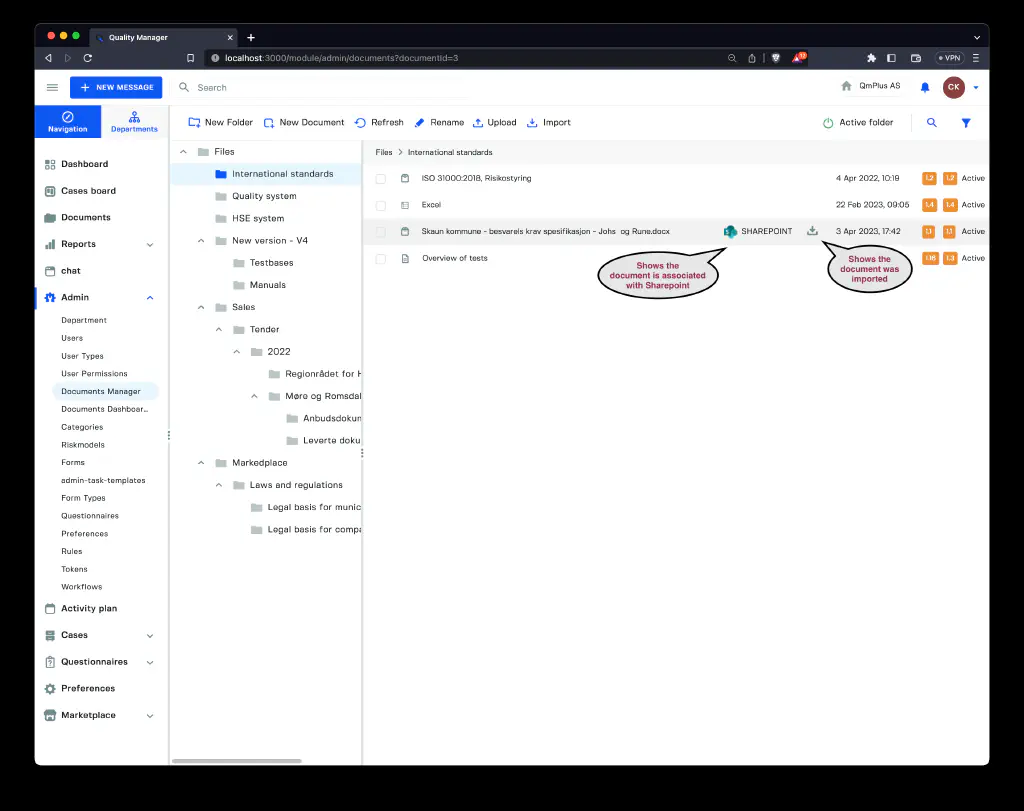 Quality Manager
localhost:3000/module/admin/documents?documentId=3
VPN
NEW MESSAGE
Search
QmPlus AS
CK
Navigation
Departments
New Folder
New Document
Refresh
Rename
Upload
Import
Active folder
Dashboard
Cases board
Documents
Reports
chat
Admin
Department
Users
User Types
User Permissions
Documents Manager
Documents Dashboar...
Categories
Riskmodels
Forms
admin-task-templates
Form Types
Questionnaires
Preferences
Rules
Tokens
Workflows
Activity plan
Cases
Questionnaires
Preferences
Marketplace
Files
International standards
Quality system
HSE system
New version - V4
Testbases
Manuals
Sales
Tender
2022
Regionrådet for H
Møre og Romsdal
Anbudsdokun
Leverte doku
Markedplace
Laws and regulations
Legal basis for munic
Legal basis for compa
Files > International standards
ISO 31000:2018, Risikostyring 4 Apr 2022, 10:19 1.2 1.2 Active
Excel 22 Feb 2023, 09:05 1.4 1.4 Active
Skaun kommune - besvarels krav spesifikasjon - Johs og Rune.docx SHAREPOINT 3 Apr 2023, 17:42 1.1 1.1 Active
Overview of tests 1.16 1.3 Active
Shows the
document is associated
with Sharepoint
Shows the
document was
imported